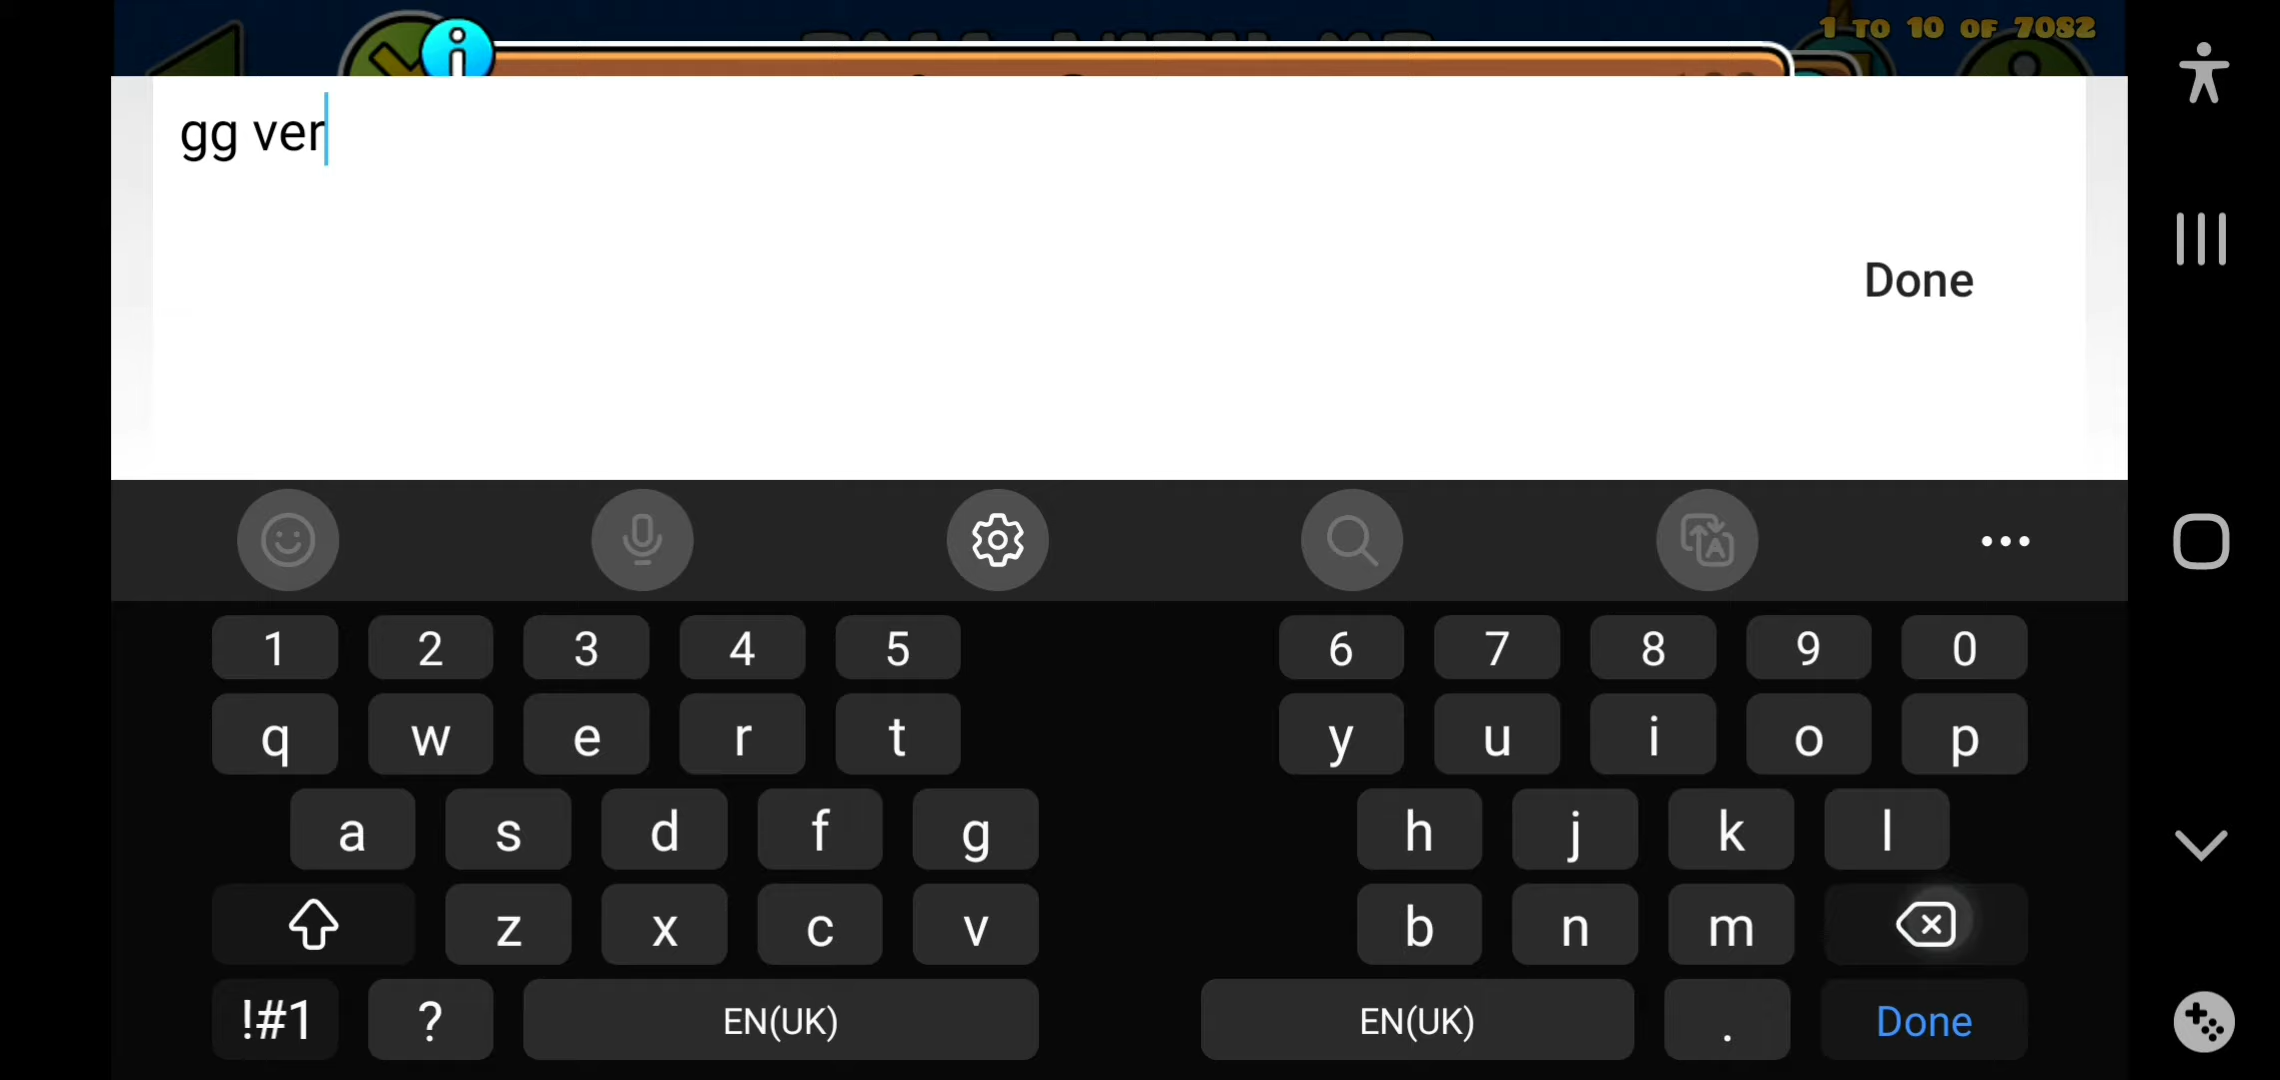 1 TO 10 OF 7082
gg ver
Done
1 2 3 4 5 6 7 8 9 0
q w e r t y u i o p
a s d f g h j k l
z x c v b n m
!#1 ? EN(UK) EN(UK) . Done